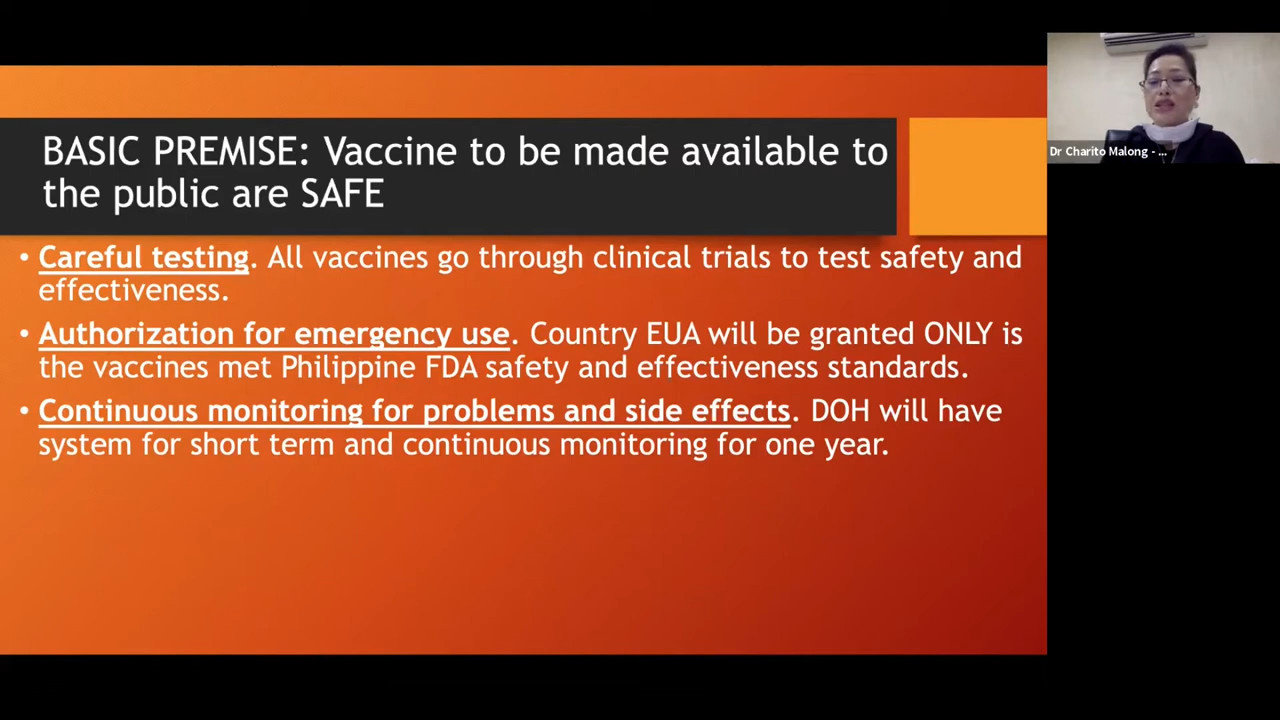 BASIC PREMISE: Vaccine to be made available to
the public are SAFE
• Careful testing. All vaccines go through clinical trials to test safety and
effectiveness.
• Authorization for emergency use. Country EUA will be granted ONLY is
the vaccines met Philippine FDA safety and effectiveness standards.
• Continuous monitoring for problems and side effects. DOH will have
system for short term and continuous monitoring for one year.
Dr Charito Malong - ...